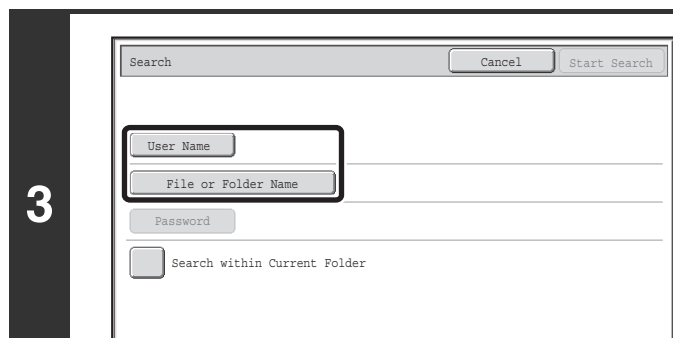 3
Search Cancel Start Search
User Name
File or Folder Name
Password
Search within Current Folder